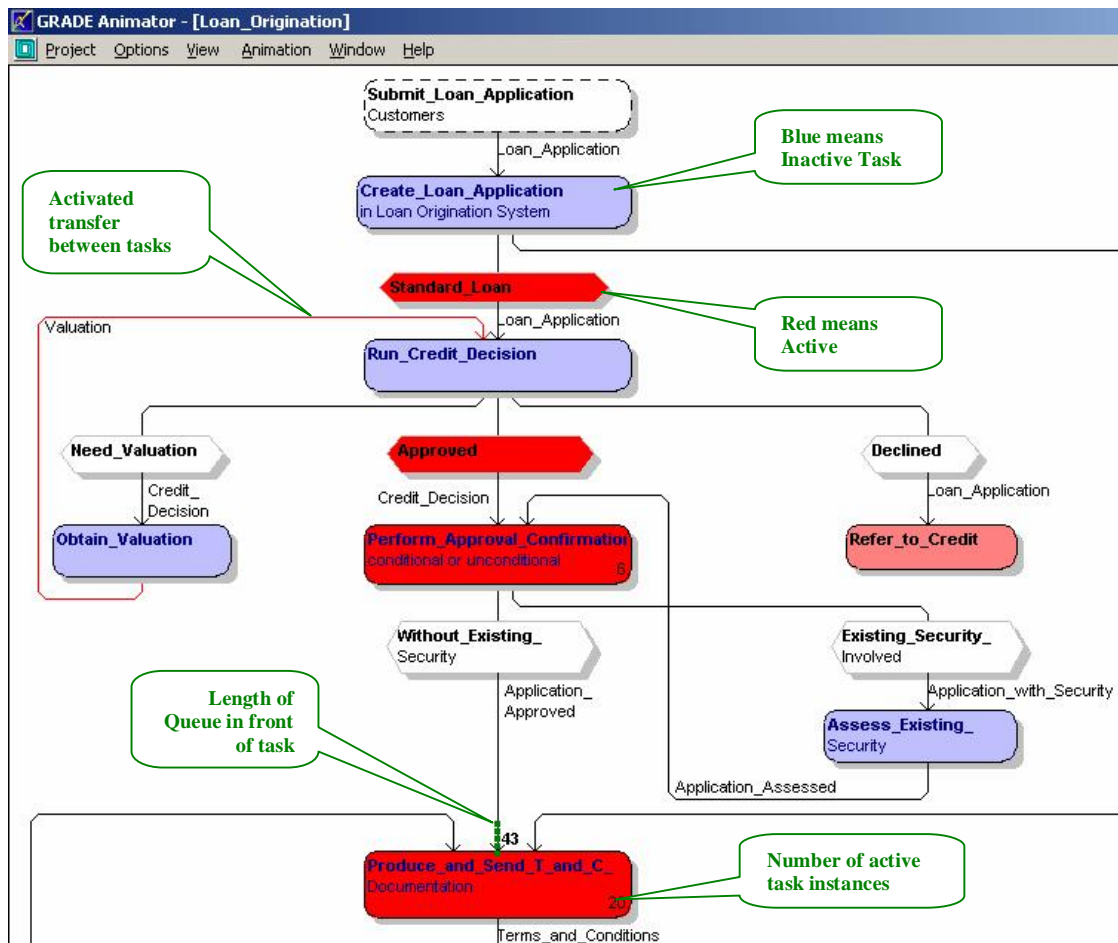 GRADE Animator - [Loan_Origination]
Project Options View Animation Window Help
Submit_Loan_Application
Customers
Loan_Application
Blue means
Inactive Task
Create_Loan_Application
in Loan Origination System
Activated
transfer
between tasks
Standard_Loan
Loan_Application
Red means
Active
Valuation
Run_Credit_Decision
Need_Valuation
Approved
Declined
Credit_
Decision
Credit_Decision
Loan_Application
Obtain_Valuation
Perform_Approval_Confirmation
conditional or unconditional
6
Refer_to_Credit
Without_Existing_
Security
Existing_Security_
Involved
Length of
Queue in front
of task
Application_
Approved
Application_with_Security
Assess_Existing_
Security
Application_Assessed
43
Produce_and_Send_T_and_C_
Documentation
20
Number of active
task instances
Terms_and_Conditions